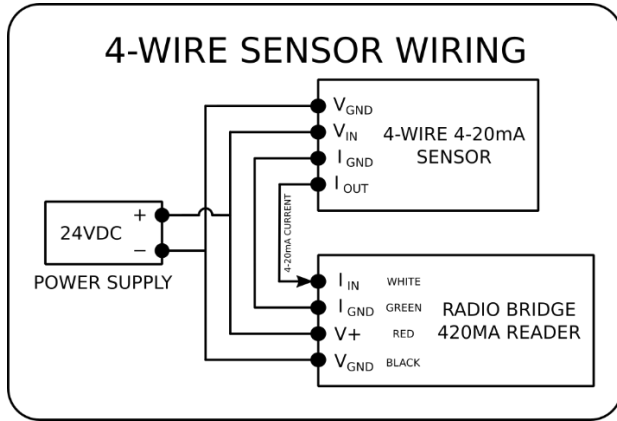 4-WIRE SENSOR WIRING
VGND
VIN
IGND
IOUT
4-WIRE 4-20mA
SENSOR
24VDC
+
−
POWER SUPPLY
4-20mA CURRENT
IIN WHITE
IGND GREEN
V+ RED
VGND BLACK
RADIO BRIDGE
420MA READER